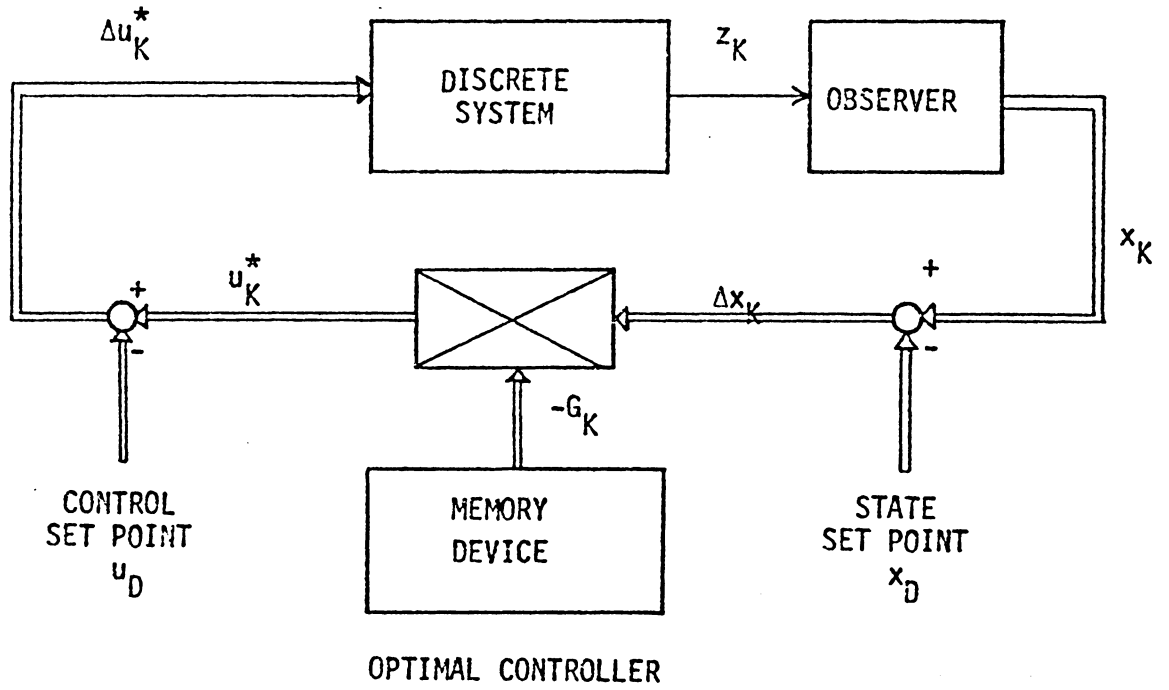 Δu*K
DISCRETE
SYSTEM
zK
OBSERVER
xK
+
-
ΔxK
u*K
+
-
-GK
CONTROL
SET POINT
uD
MEMORY
DEVICE
STATE
SET POINT
xD
OPTIMAL CONTROLLER